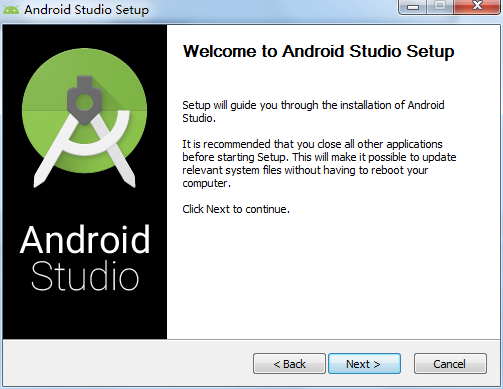 Android Studio Setup
Welcome to Android Studio Setup
Setup will guide you through the installation of Android
Studio.
It is recommended that you close all other applications
before starting Setup. This will make it possible to update
relevant system files without having to reboot your
computer.
Click Next to continue.
Android
Studio
< Back
Next >
Cancel